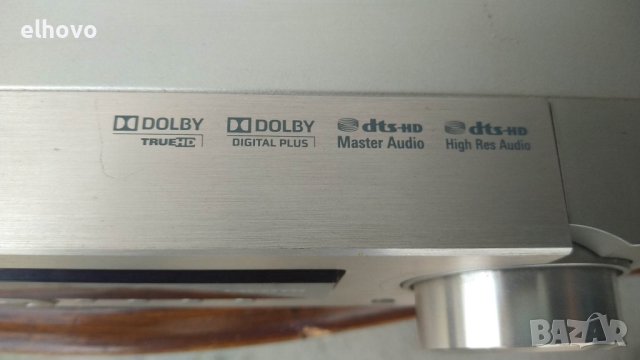 elhovo
DOLBY
TRUEHD
DOLBY
DIGITAL PLUS
dts-HD
Master Audio
dts-HD
High Res Audio
BAZAR